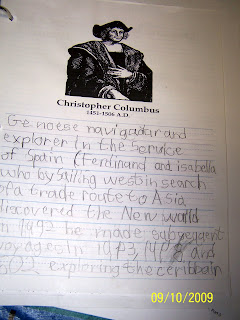 Christopher Columbus
1451-1506 A.D.
Genoese navigadar and
explorer in the Service
of Spain (Ferdinand and isabella
who by sailing west in search
of a trade route to Asia,
discovered the New world
in 1492 he made subsequent
voyages in 1493, 1498 and
1502 exploring the ceribbein
09/10/2009